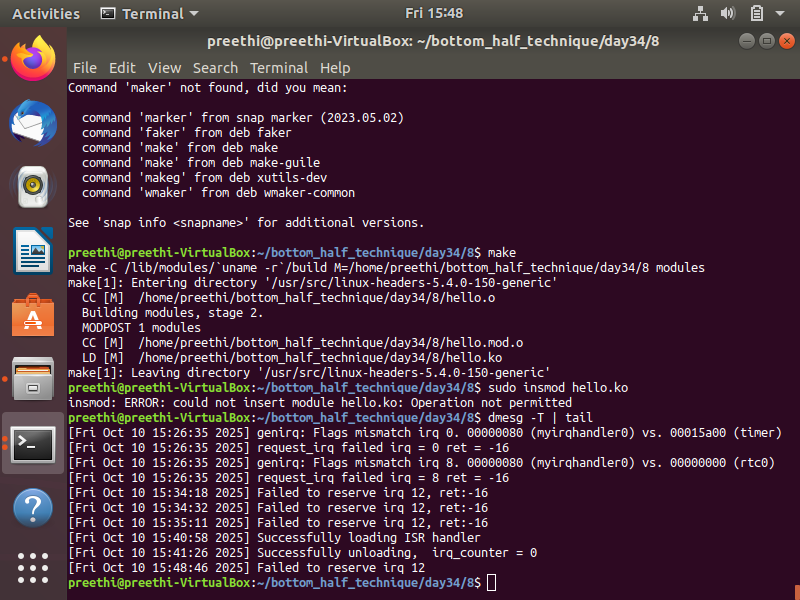 Activities Terminal Fri 15:48
preethi@preethi-VirtualBox: ~/bottom_half_technique/day34/8
File Edit View Search Terminal Help
Command 'maker' not found, did you mean:
command 'marker' from snap marker (2023.05.02)
command 'faker' from deb faker
command 'make' from deb make
command 'make' from deb make-guile
command 'makeg' from deb xutils-dev
command 'wmaker' from deb wmaker-common
See 'snap info <snapname>' for additional versions.
preethi@preethi-VirtualBox:~/bottom_half_technique/day34/8$ make
make -C /lib/modules/`uname -r`/build M=/home/preethi/bottom_half_technique/day34/8 modules
make[1]: Entering directory '/usr/src/linux-headers-5.4.0-150-generic'
CC [M]  /home/preethi/bottom_half_technique/day34/8/hello.o
Building modules, stage 2.
MODPOST 1 modules
CC [M]  /home/preethi/bottom_half_technique/day34/8/hello.mod.o
LD [M]  /home/preethi/bottom_half_technique/day34/8/hello.ko
make[1]: Leaving directory '/usr/src/linux-headers-5.4.0-150-generic'
preethi@preethi-VirtualBox:~/bottom_half_technique/day34/8$ sudo insmod hello.ko
insmod: ERROR: could not insert module hello.ko: Operation not permitted
preethi@preethi-VirtualBox:~/bottom_half_technique/day34/8$ dmesg -T | tail
[Fri Oct 10 15:26:35 2025] genirq: Flags mismatch irq 0. 00000080 (myirqhandler0) vs. 00015a00 (timer)
[Fri Oct 10 15:26:35 2025] request_irq failed irq = 0 ret = -16
[Fri Oct 10 15:26:35 2025] genirq: Flags mismatch irq 8. 00000080 (myirqhandler0) vs. 00000000 (rtc0)
[Fri Oct 10 15:26:35 2025] request_irq failed irq = 8 ret = -16
[Fri Oct 10 15:34:18 2025] Failed to reserve irq 12, ret:-16
[Fri Oct 10 15:34:32 2025] Failed to reserve irq 12, ret:-16
[Fri Oct 10 15:35:11 2025] Failed to reserve irq 12, ret:-16
[Fri Oct 10 15:40:58 2025] Successfully loading ISR handler
[Fri Oct 10 15:41:26 2025] Successfully unloading,  irq_counter = 0
[Fri Oct 10 15:48:46 2025] Failed to reserve irq 12
preethi@preethi-VirtualBox:~/bottom_half_technique/day34/8$